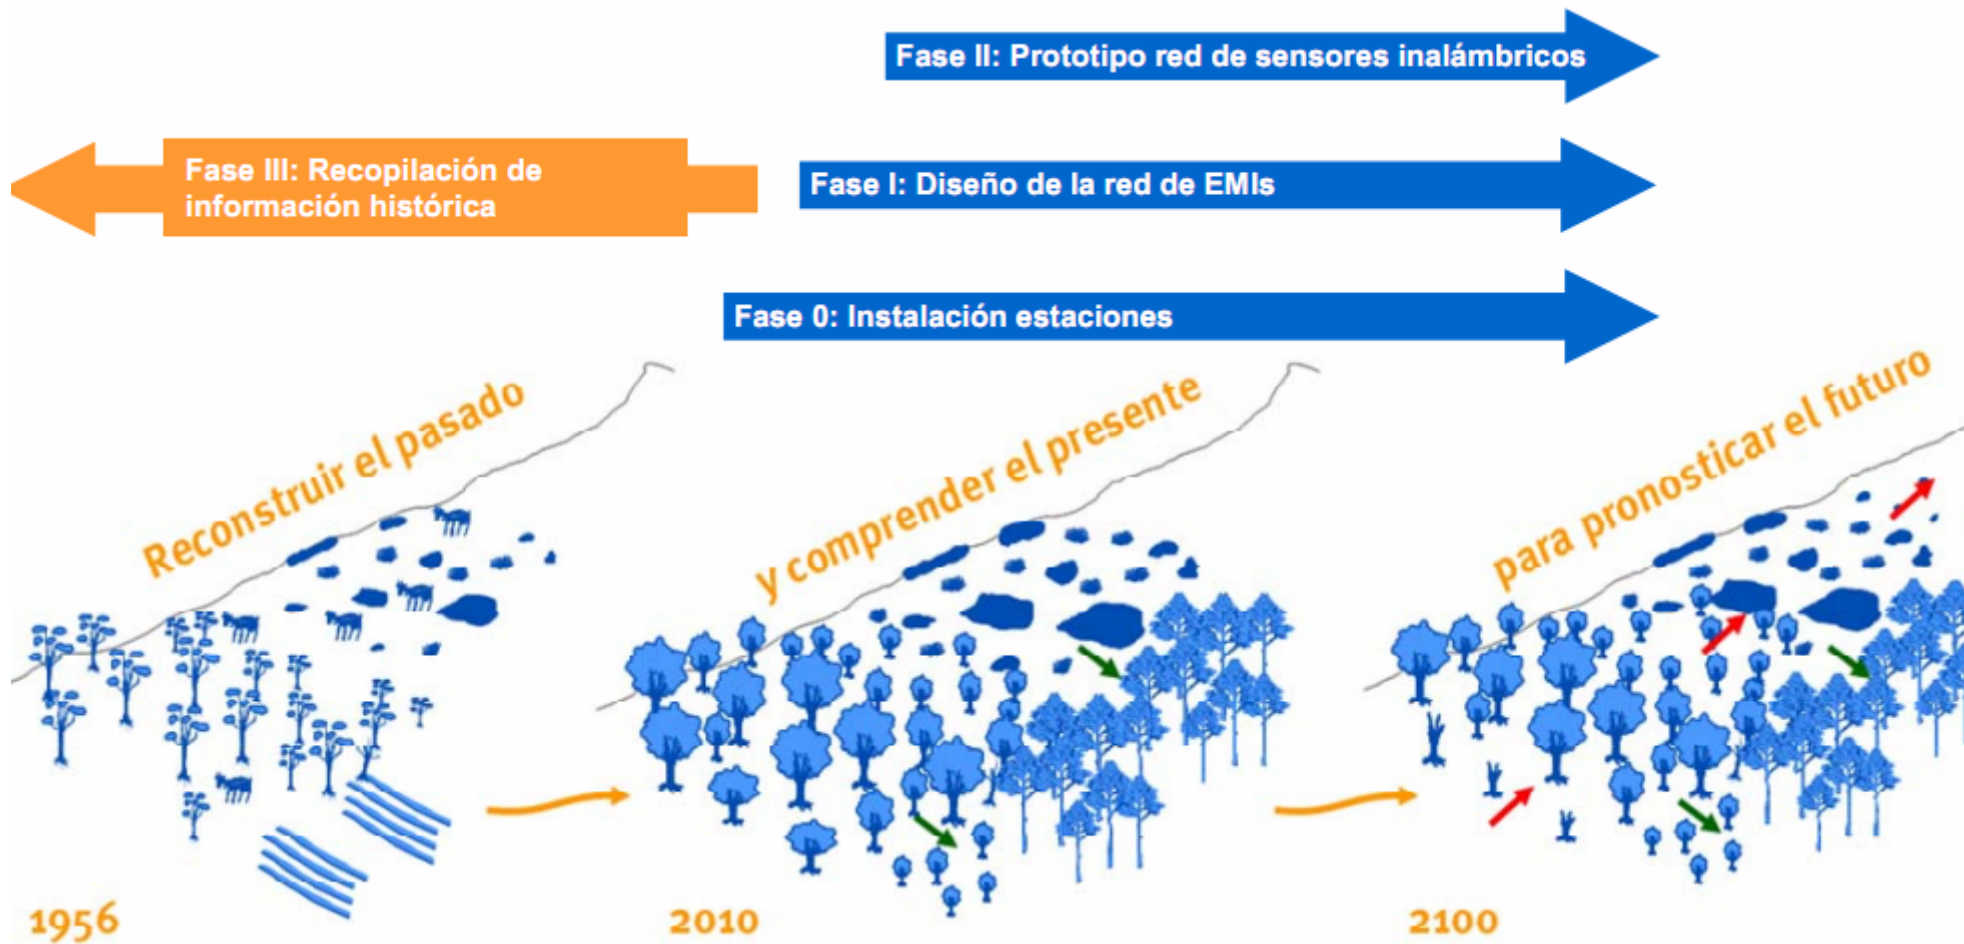 Fase II: Prototipo red de sensores inalámbricos
Fase III: Recopilación de
información histórica
Fase I: Diseño de la red de EMIs
Fase 0: Instalación estaciones
Reconstruir el pasado
y comprender el presente
para pronosticar el futuro
1956
2010
2100